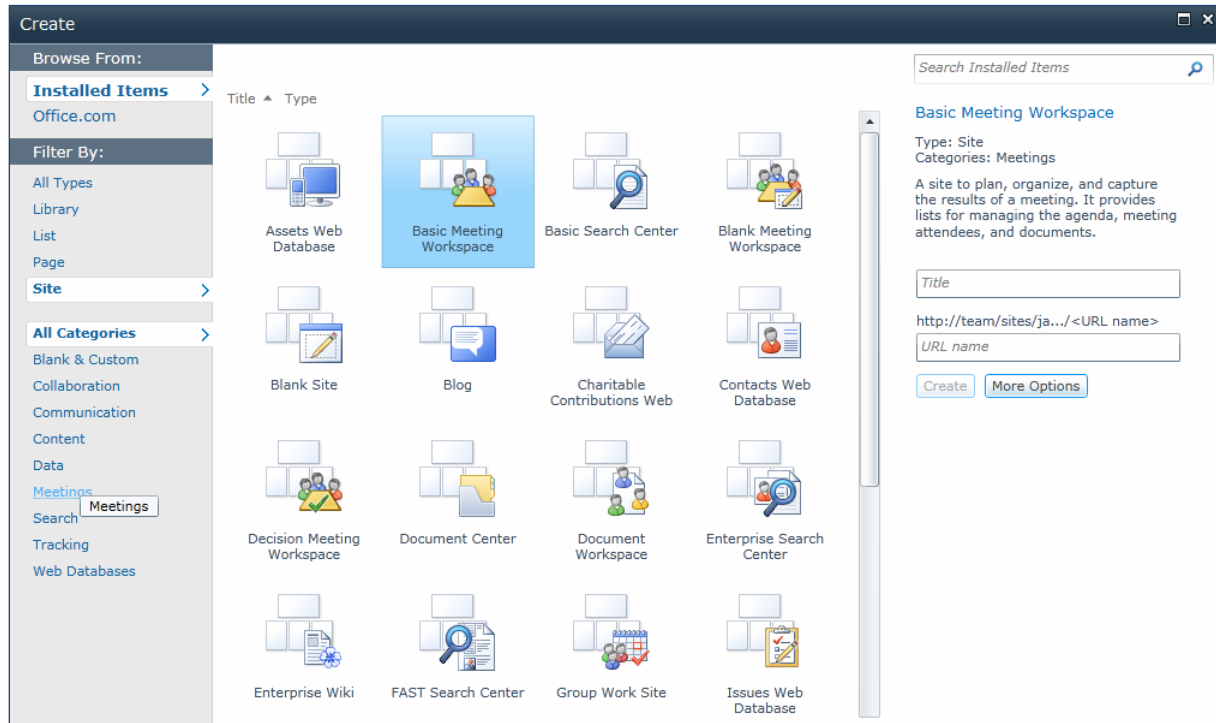 Create
Browse From:
Installed Items
Office.com
Filter By:
All Types
Library
List
Page
Site
All Categories
Blank & Custom
Collaboration
Communication
Content
Data
Meetings
Meetings
Search
Tracking
Web Databases
Title Type
Assets Web
Database
Basic Meeting
Workspace
Basic Search Center
Blank Meeting
Workspace
Blank Site
Blog
Charitable
Contributions Web
Contacts Web
Database
Decision Meeting
Workspace
Document Center
Document
Workspace
Enterprise Search
Center
Enterprise Wiki
FAST Search Center
Group Work Site
Issues Web
Database
Search Installed Items
Basic Meeting Workspace
Type: Site
Categories: Meetings
A site to plan, organize, and capture
the results of a meeting. It provides
lists for managing the agenda, meeting
attendees, and documents.
Title
http://team/sites/ja.../<URL name>
URL name
Create
More Options